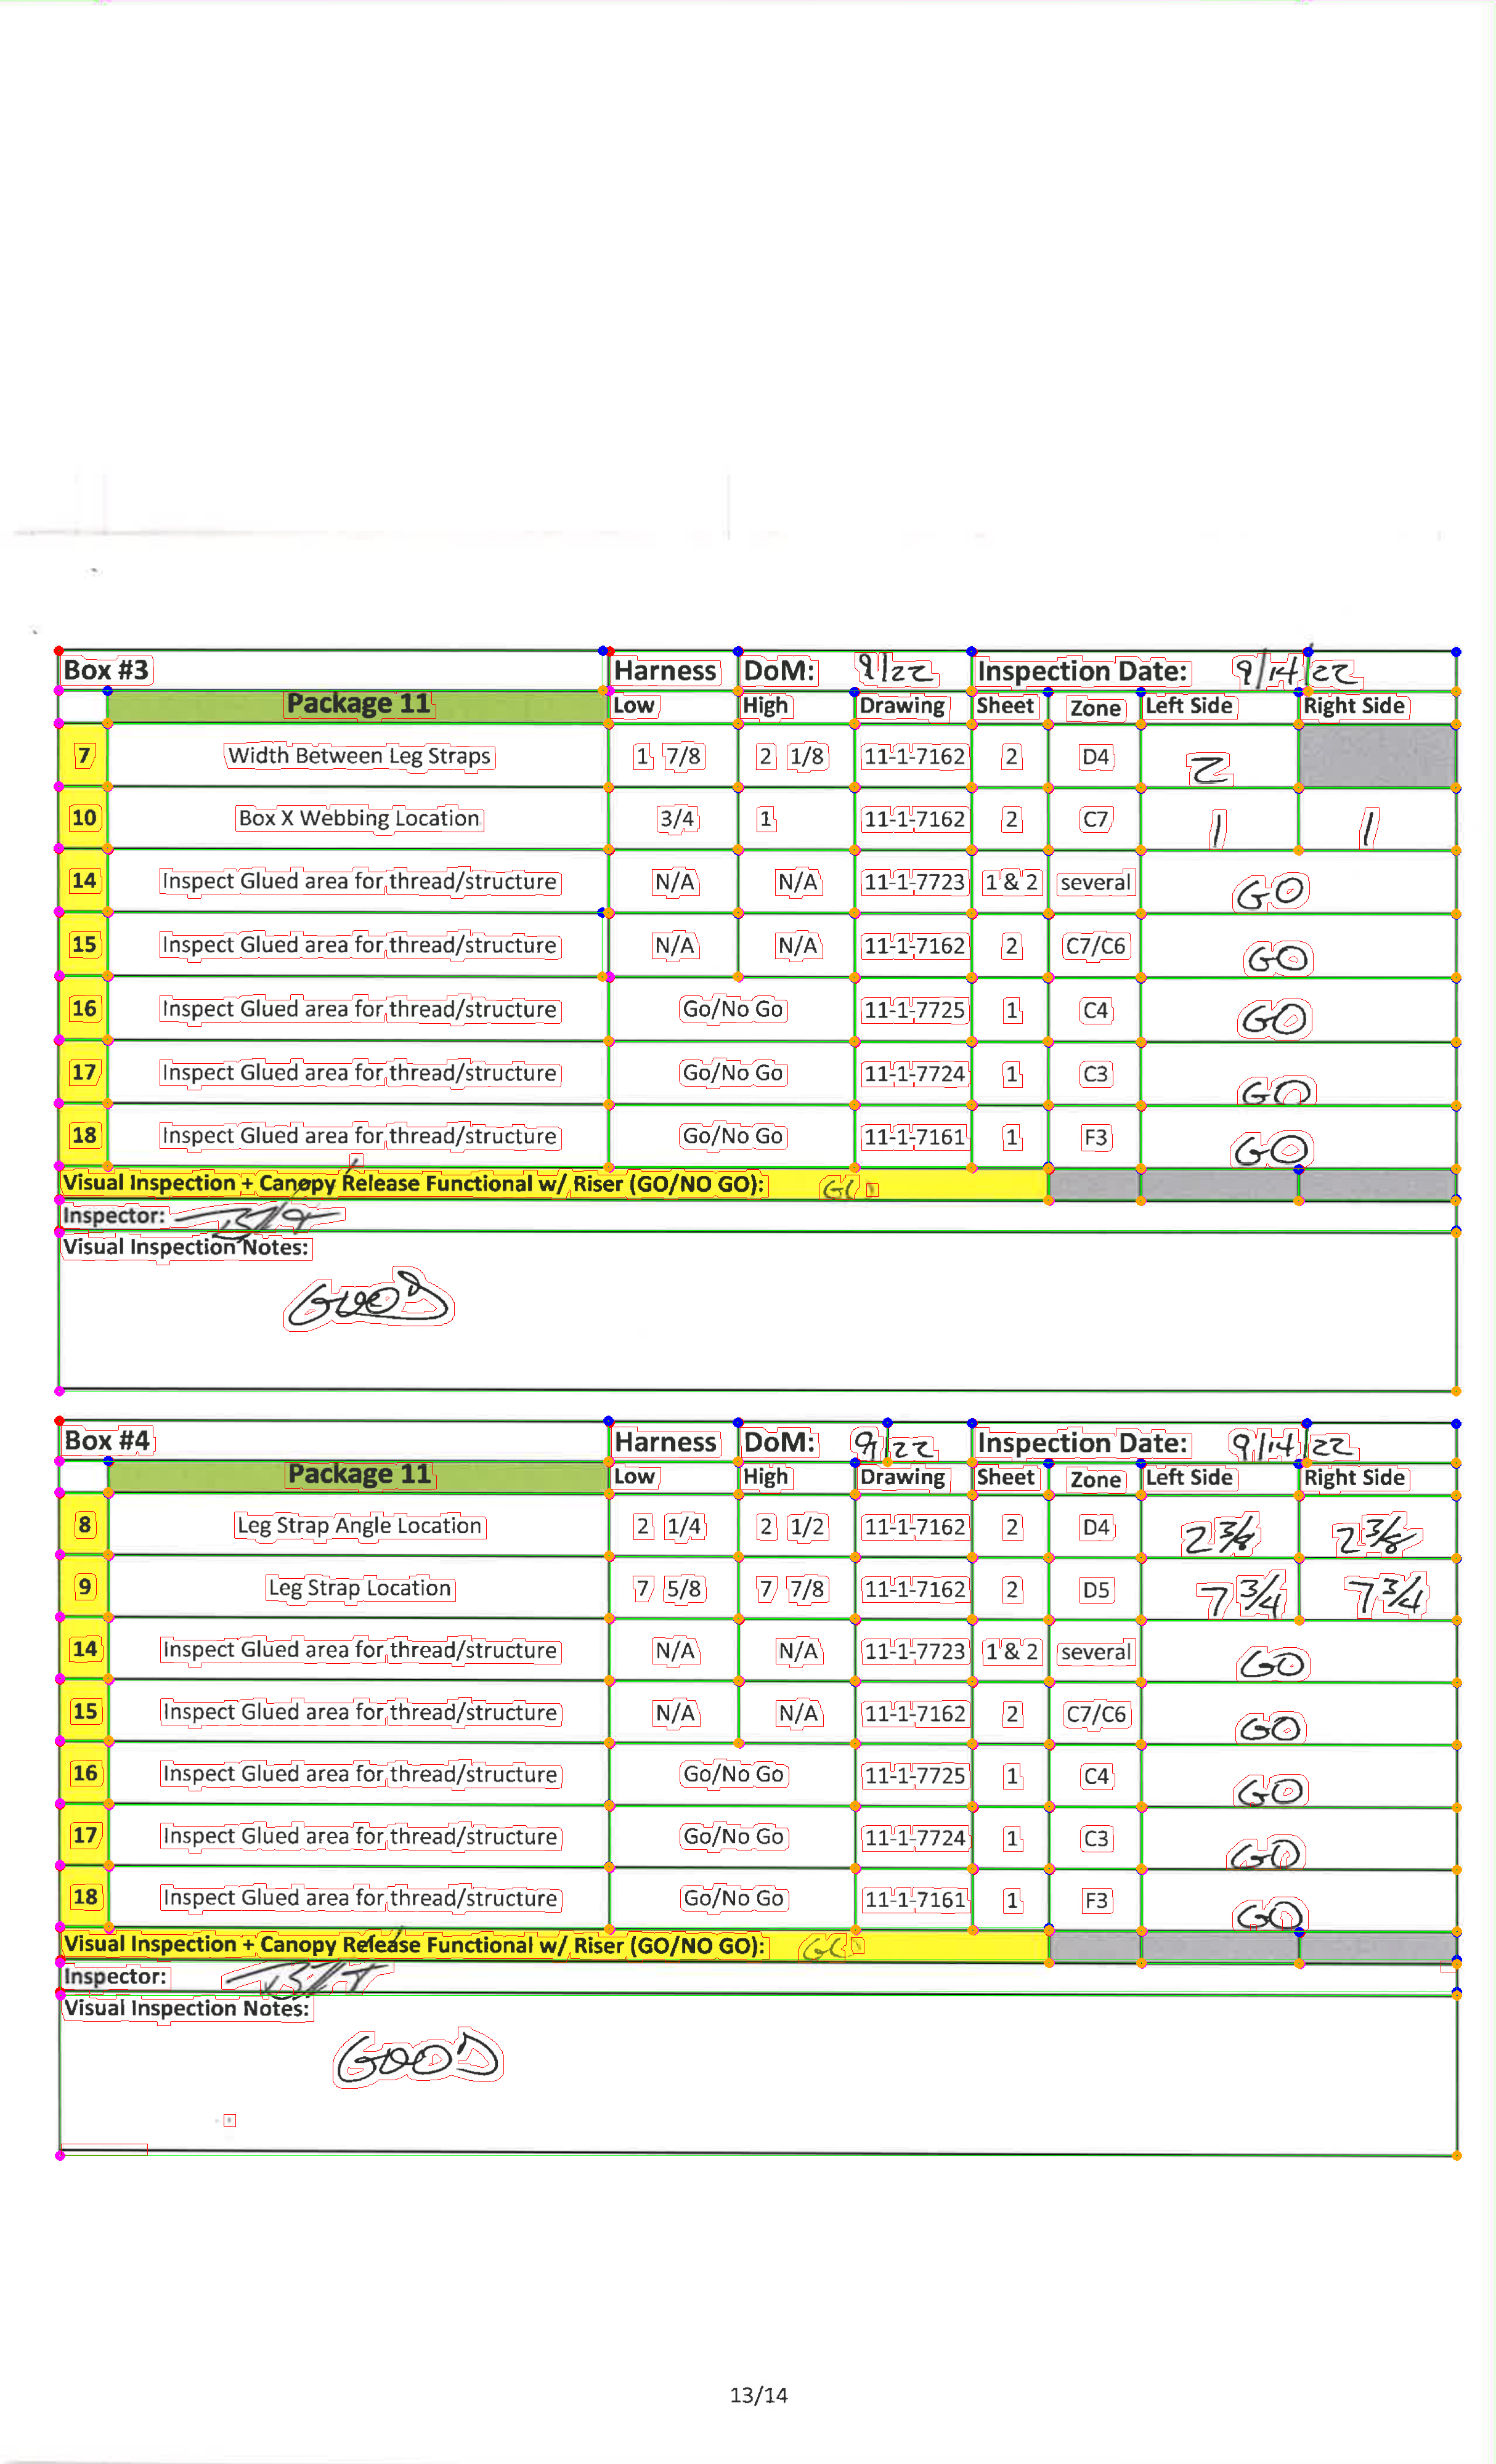 Box #3 Harness DoM: 9/22 Inspection Date: 9/14/22
Package 11 Low High Drawing Sheet Zone Left Side Right Side
7 Width Between Leg Straps 1 7/8 2 1/8 11-1-7162 2 D4 2
10 Box X Webbing Location 3/4 1 11-1-7162 2 C7 1 1
14 Inspect Glued area for thread/structure N/A N/A 11-1-7723 1 & 2 several GO
15 Inspect Glued area for thread/structure N/A N/A 11-1-7162 2 C7/C6 GO
16 Inspect Glued area for thread/structure Go/No Go 11-1-7725 1 C4 GO
17 Inspect Glued area for thread/structure Go/No Go 11-1-7724 1 C3 GO
18 Inspect Glued area for thread/structure Go/No Go 11-1-7161 1 F3 GO
Visual Inspection + Canopy Release Functional w/ Riser (GO/NO GO): GO
Inspector:
Visual Inspection Notes:
GOOD
Box #4 Harness DoM: 9/22 Inspection Date: 9/14/22
Package 11 Low High Drawing Sheet Zone Left Side Right Side
8 Leg Strap Angle Location 2 1/4 2 1/2 11-1-7162 2 D4 2 3/8 2 3/8
9 Leg Strap Location 7 5/8 7 7/8 11-1-7162 2 D5 7 3/4 7 3/4
14 Inspect Glued area for thread/structure N/A N/A 11-1-7723 1 & 2 several GO
15 Inspect Glued area for thread/structure N/A N/A 11-1-7162 2 C7/C6 GO
16 Inspect Glued area for thread/structure Go/No Go 11-1-7725 1 C4 GO
17 Inspect Glued area for thread/structure Go/No Go 11-1-7724 1 C3 GO
18 Inspect Glued area for thread/structure Go/No Go 11-1-7161 1 F3 GO
Visual Inspection + Canopy Release Functional w/ Riser (GO/NO GO): GO
Inspector:
Visual Inspection Notes:
GOOD
13/14